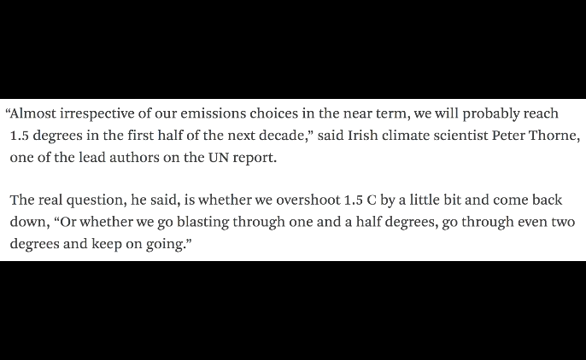 “Almost irrespective of our emissions choices in the near term, we will probably reach
1.5 degrees in the first half of the next decade,” said Irish climate scientist Peter Thorne,
one of the lead authors on the UN report.
The real question, he said, is whether we overshoot 1.5 C by a little bit and come back
down, “Or whether we go blasting through one and a half degrees, go through even two
degrees and keep on going.”